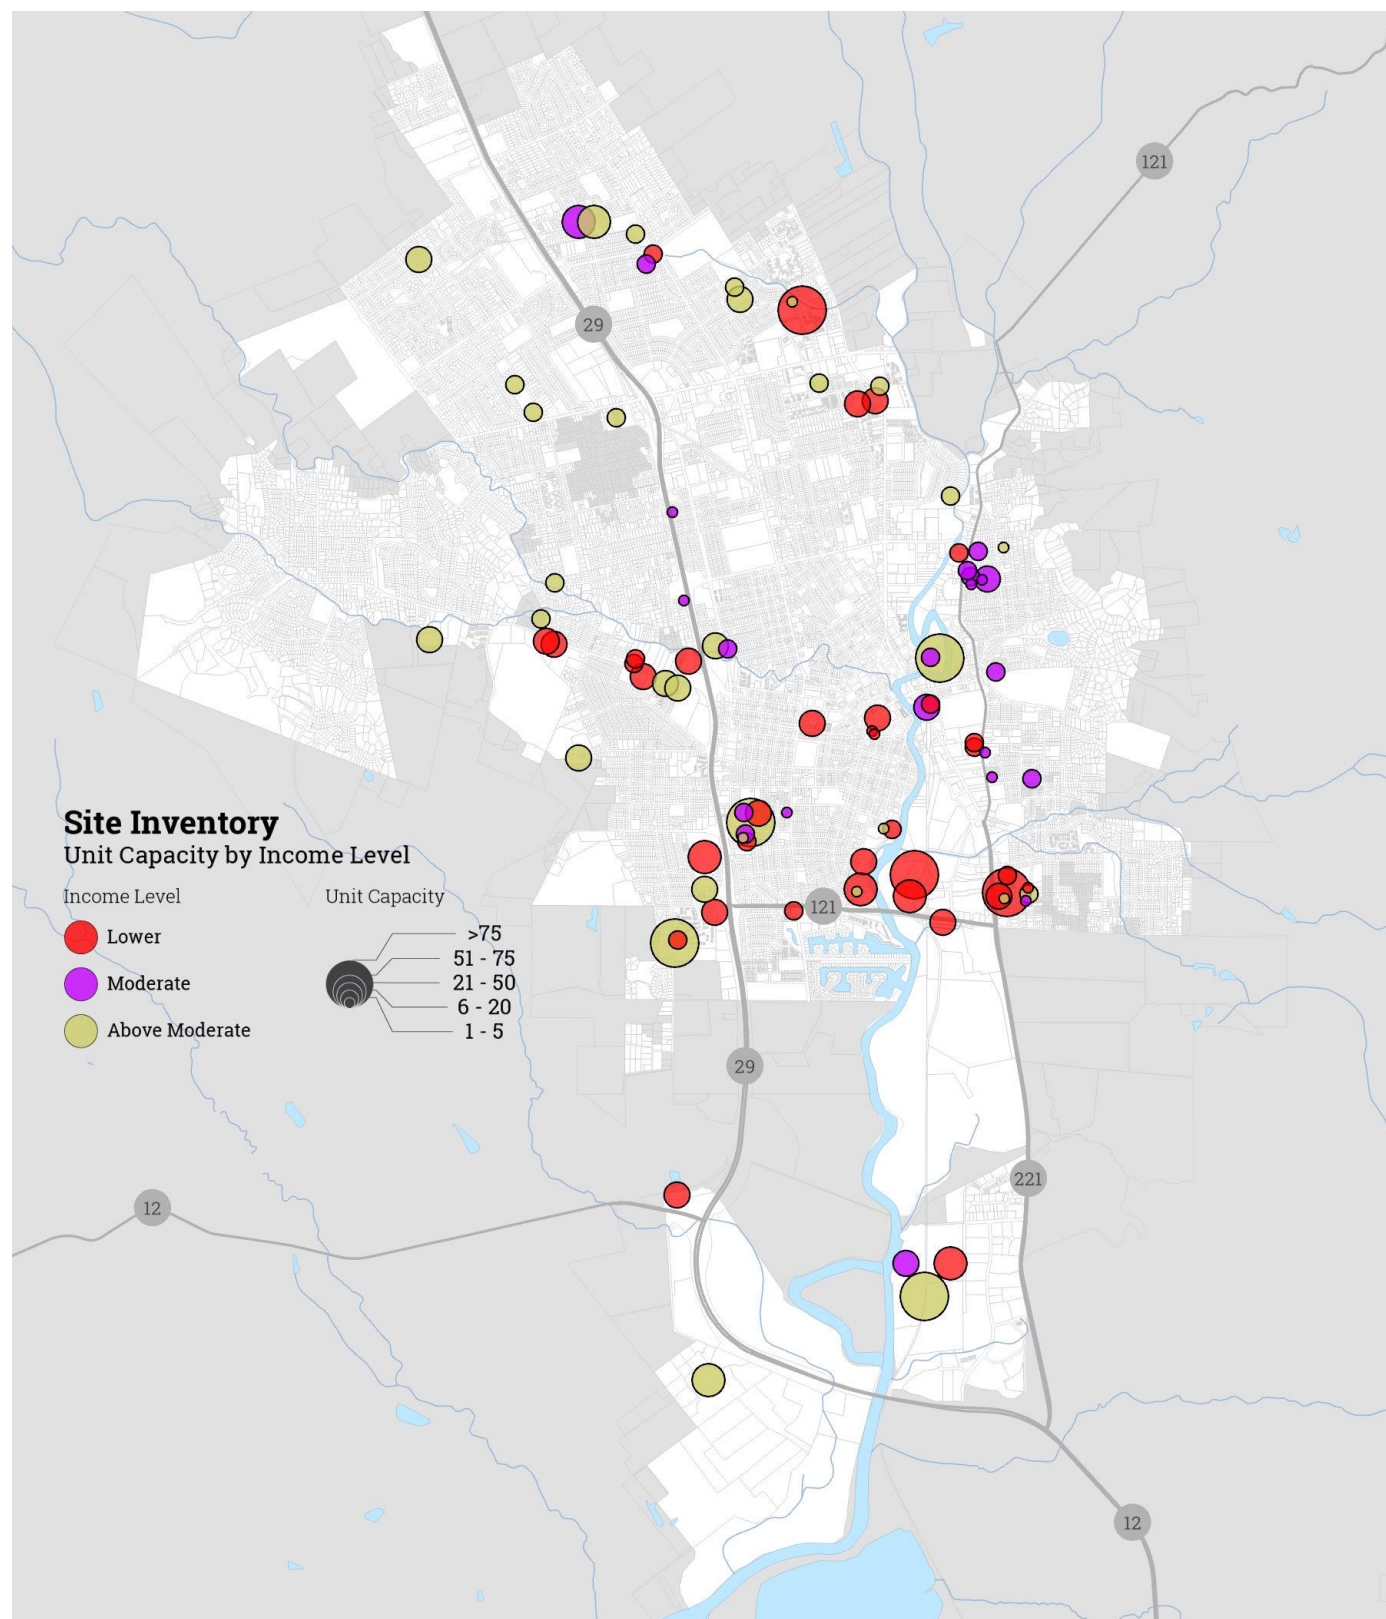 121
29
Site Inventory
Unit Capacity by Income Level
Income Level
Unit Capacity
Lower
Moderate
Above Moderate
>75
51 - 75
21 - 50
6 - 20
1 - 5
121
29
221
12
12